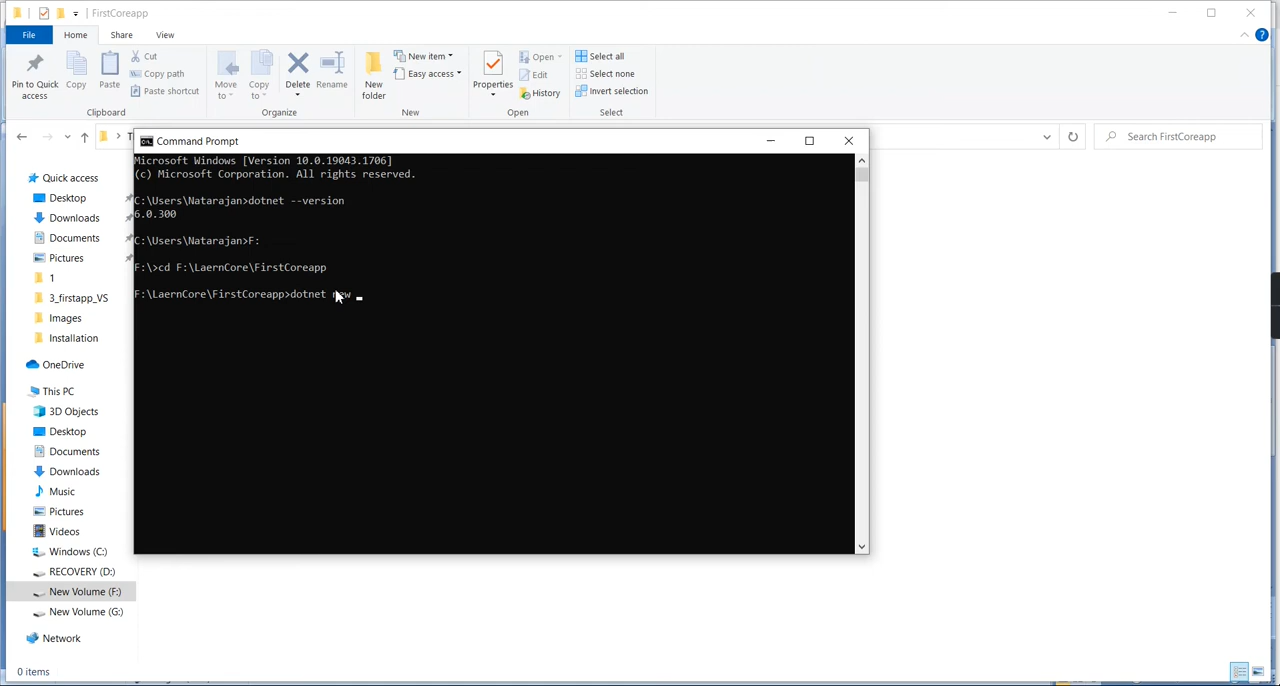 FirstCoreapp
File Home Share View
Pin to Quick access
Copy
Paste
Cut
Copy path
Paste shortcut
Clipboard
Move to
Copy to
Delete
Rename
Organize
New folder
New item
Easy access
New
Properties
Open
Edit
History
Open
Select all
Select none
Invert selection
Select
Search FirstCoreapp
Command Prompt
Microsoft Windows [Version 10.0.19043.1706]
(c) Microsoft Corporation. All rights reserved.
C:\Users\Natarajan>dotnet --version
6.0.300
C:\Users\Natarajan>F:
F:\>cd F:\LaernCore\FirstCoreapp
F:\LaernCore\FirstCoreapp>dotnet new _
Quick access
Desktop
Downloads
Documents
Pictures
1
3_firstapp_VS
Images
Installation
OneDrive
This PC
3D Objects
Desktop
Documents
Downloads
Music
Pictures
Videos
Windows (C:)
RECOVERY (D:)
New Volume (F:)
New Volume (G:)
Network
0 items